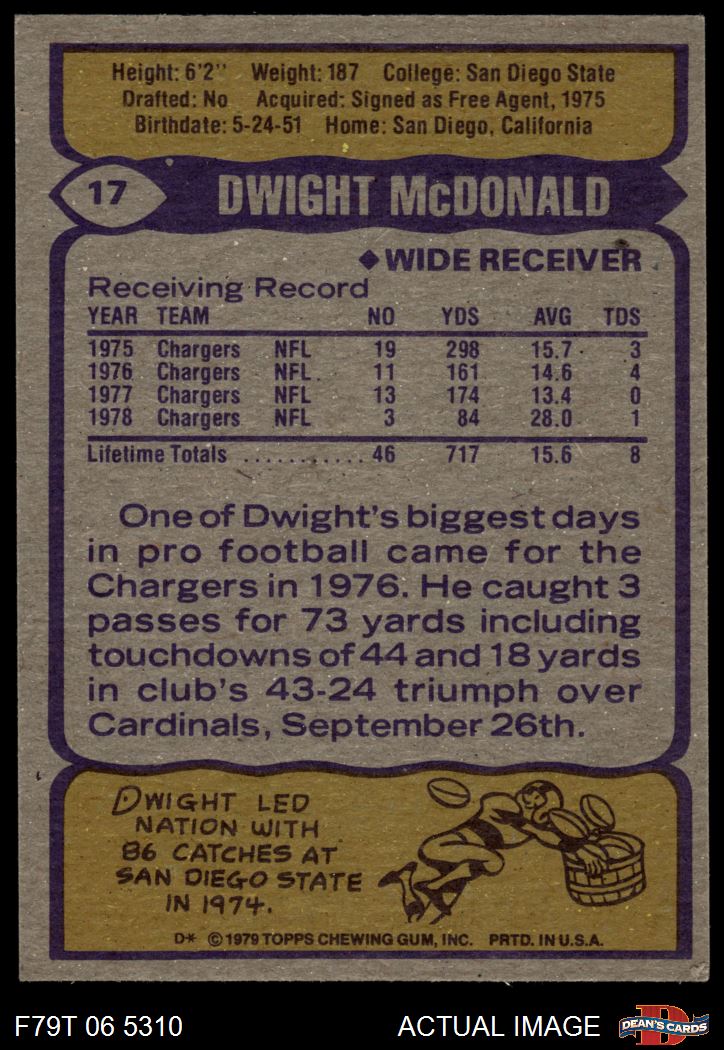 Height: 6'2" Weight: 187 College: San Diego State
Drafted: No Acquired: Signed as Free Agent, 1975
Birthdate: 5-24-51 Home: San Diego, California
17 DWIGHT McDONALD
◆WIDE RECEIVER
Receiving Record
YEAR TEAM NO YDS AVG TDS
1975 Chargers NFL 19 298 15.7 3
1976 Chargers NFL 11 161 14.6 4
1977 Chargers NFL 13 174 13.4 0
1978 Chargers NFL 3 84 28.0 1
Lifetime Totals ........... 46 717 15.6 8
One of Dwight's biggest days
in pro football came for the
Chargers in 1976. He caught 3
passes for 73 yards including
touchdowns of 44 and 18 yards
in club's 43-24 triumph over
Cardinals, September 26th.
DWIGHT LED
NATION WITH
86 CATCHES AT
SAN DIEGO STATE
IN 1974.
D* © 1979 TOPPS CHEWING GUM, INC. PRTD. IN U.S.A.
F79T 06 5310 ACTUAL IMAGE D DEAN'S CARDS